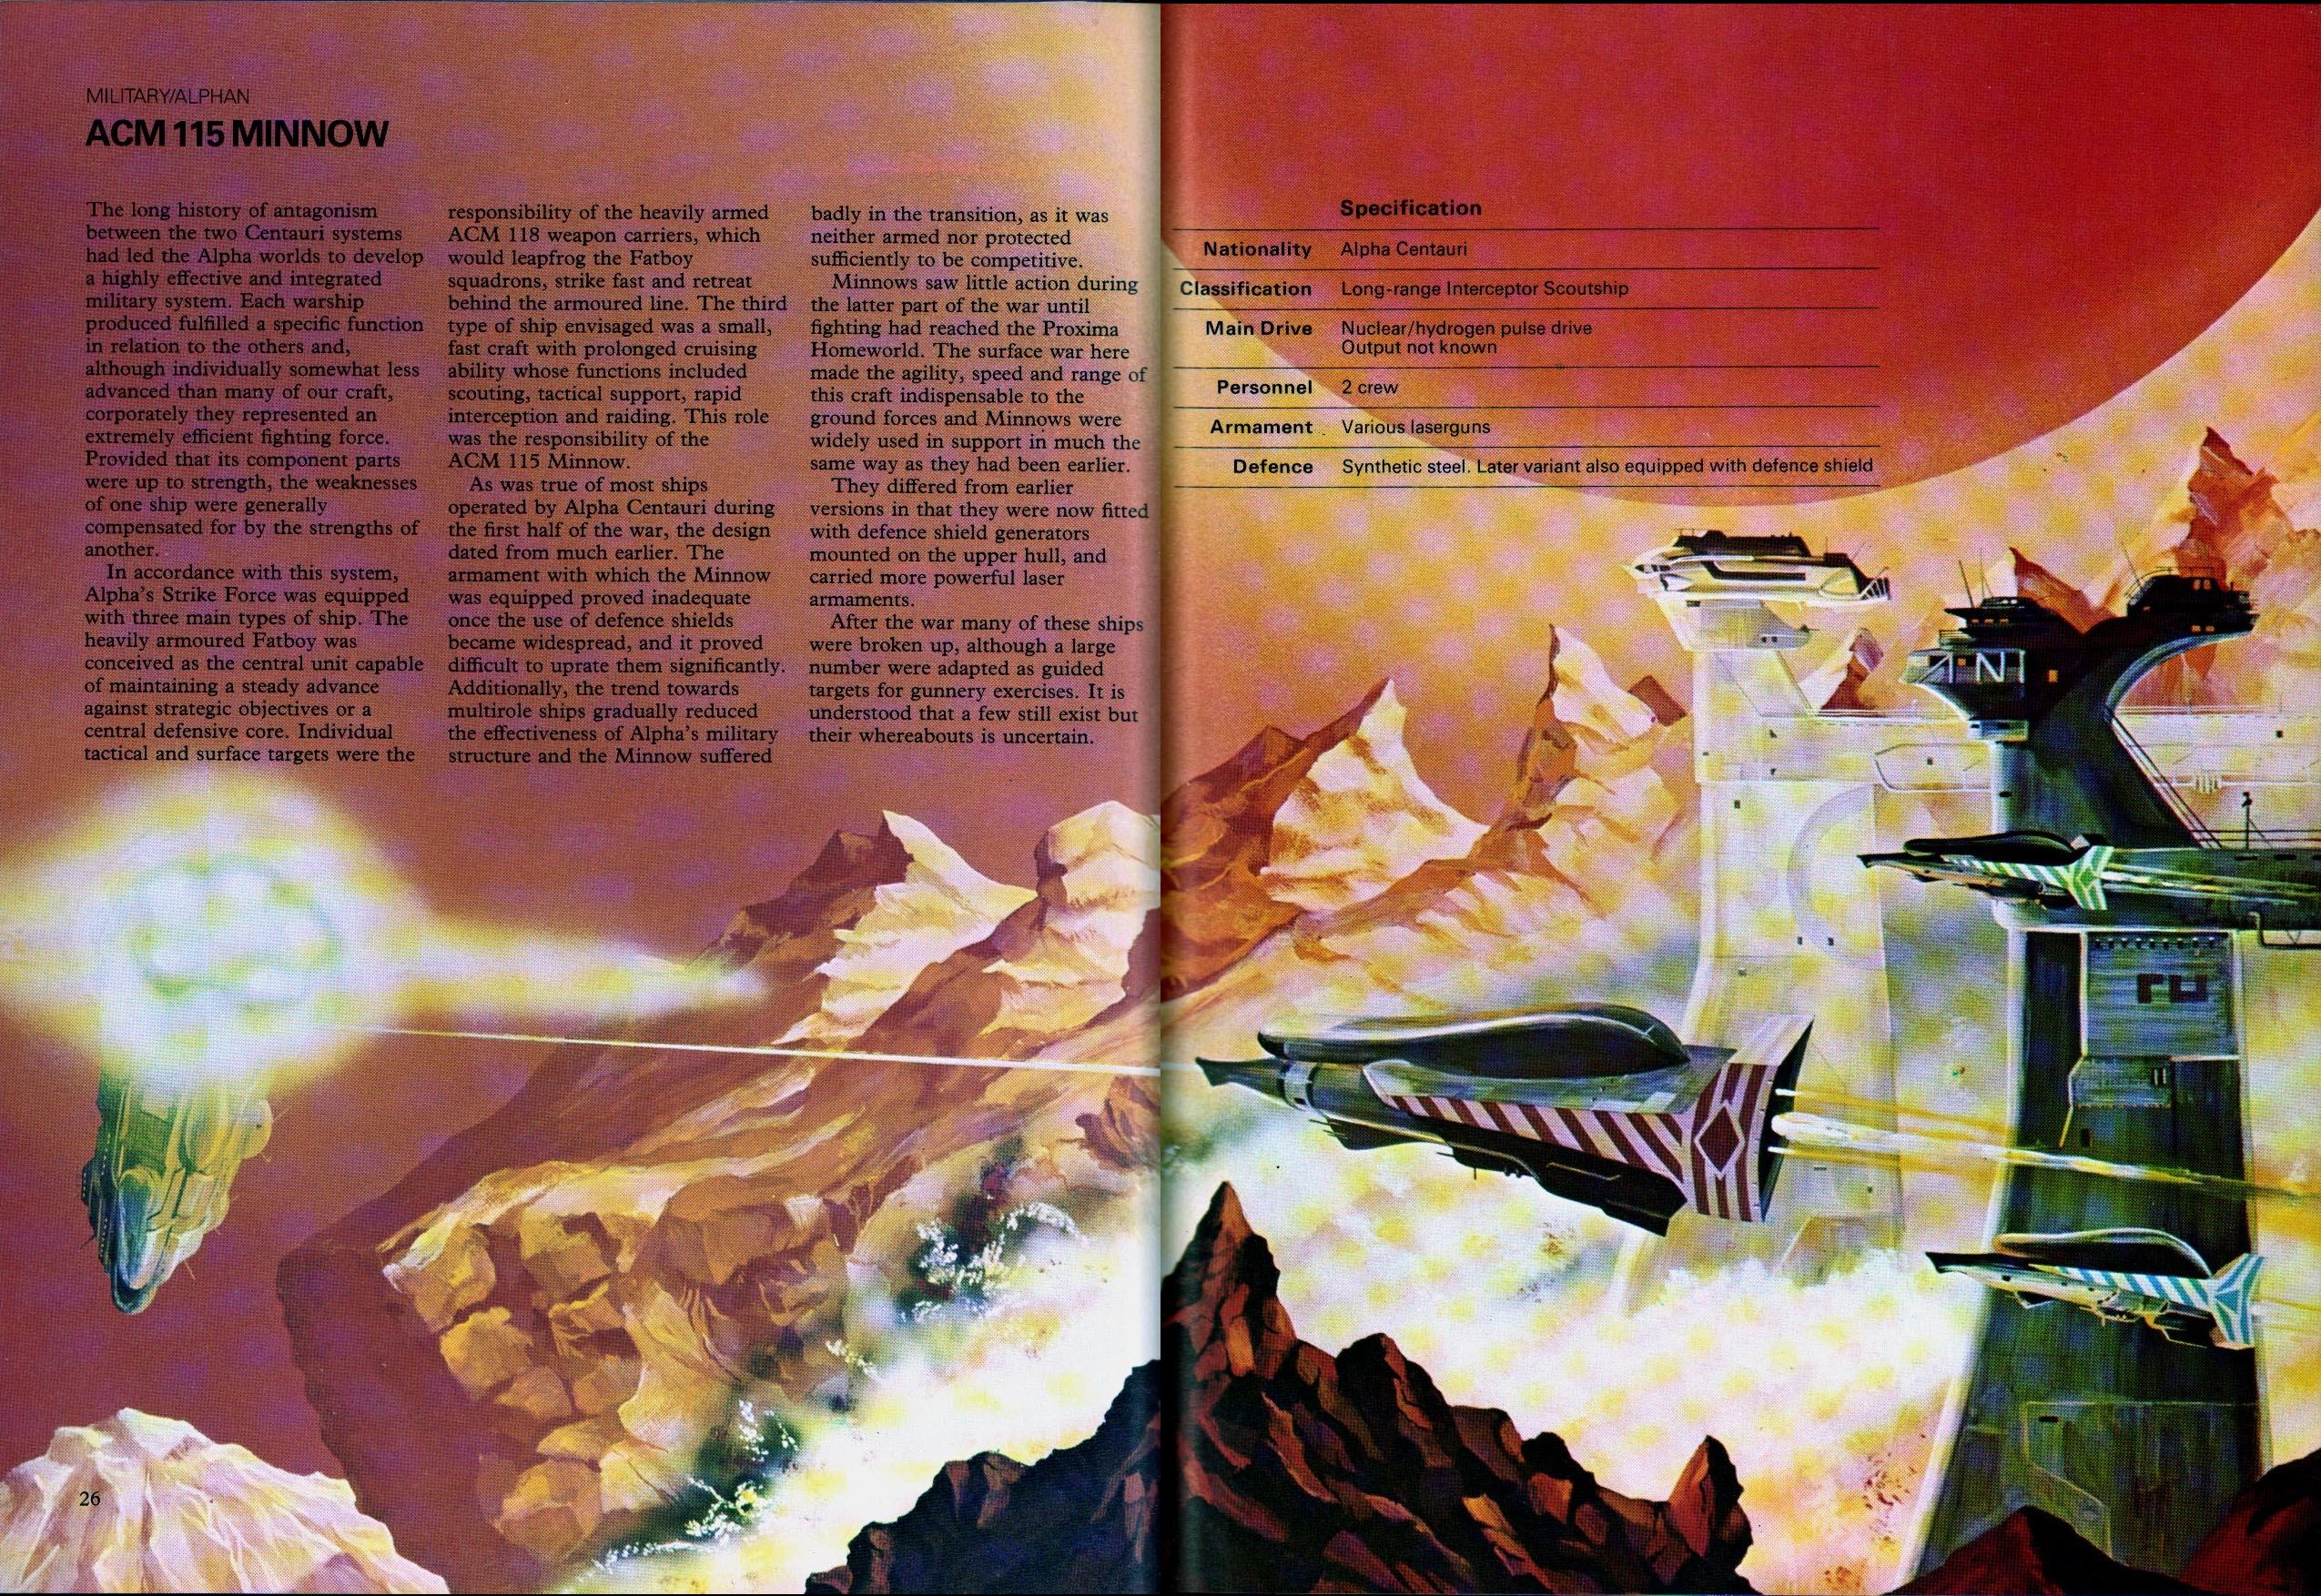 MILITARY/ALPHAN
ACM 115 MINNOW
The long history of antagonism
between the two Centauri systems
had led the Alpha worlds to develop
a highly effective and integrated
military system. Each warship
produced fulfilled a specific function
in relation to the others and,
although individually somewhat less
advanced than many of our craft,
corporately they represented an
extremely efficient fighting force.
Provided that its component parts
were up to strength, the weaknesses
of one ship were generally
compensated for by the strengths of
another.
In accordance with this system,
Alpha's Strike Force was equipped
with three main types of ship. The
heavily armoured Fatboy was
conceived as the central unit capable
of maintaining a steady advance
against strategic objectives or a
central defensive core. Individual
tactical and surface targets were the
responsibility of the heavily armed
ACM 118 weapon carriers, which
would leapfrog the Fatboy
squadrons, strike fast and retreat
behind the armoured line. The third
type of ship envisaged was a small,
fast craft with prolonged cruising
ability whose functions included
scouting, tactical support, rapid
interception and raiding. This role
was the responsibility of the
ACM 115 Minnow.
As was true of most ships
operated by Alpha Centauri during
the first half of the war, the design
dated from much earlier. The
armament with which the Minnow
was equipped proved inadequate
once the use of defence shields
became widespread, and it proved
difficult to uprate them significantly.
Additionally, the trend towards
multirole ships gradually reduced
the effectiveness of Alpha's military
structure and the Minnow suffered
badly in the transition, as it was
neither armed nor protected
sufficiently to be competitive.
Minnows saw little action during
the latter part of the war until
fighting had reached the Proxima
Homeworld. The surface war here
made the agility, speed and range of
this craft indispensable to the
ground forces and Minnows were
widely used in support in much the
same way as they had been earlier.
They differed from earlier
versions in that they were now fitted
with defence shield generators
mounted on the upper hull, and
carried more powerful laser
armaments.
After the war many of these ships
were broken up, although a large
number were adapted as guided
targets for gunnery exercises. It is
understood that a few still exist but
their whereabouts is uncertain.
Specification
Nationality Alpha Centauri
Classification Long-range Interceptor Scoutship
Main Drive Nuclear/hydrogen pulse drive
Output not known
Personnel 2 crew
Armament Various laserguns
Defence Synthetic steel. Later variant also equipped with defence shield
26